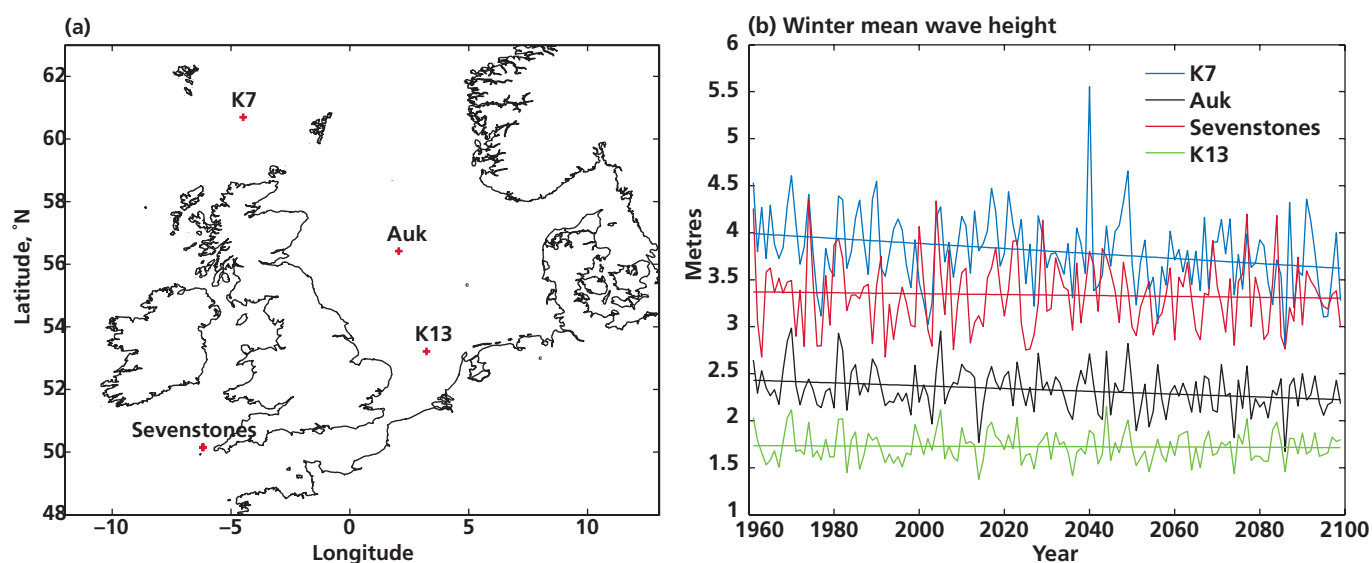 (a)
62
60
58
56
54
52
50
48
Latitude, °N
K7
Auk
K13
Sevenstones
−10
−5
0
5
10
Longitude
(b) Winter mean wave height
6
5.5
5
4.5
4
3.5
3
2.5
2
1.5
1
Metres
K7
Auk
Sevenstones
K13
1960
1980
2000
2020
2040
2060
2080
2100
Year